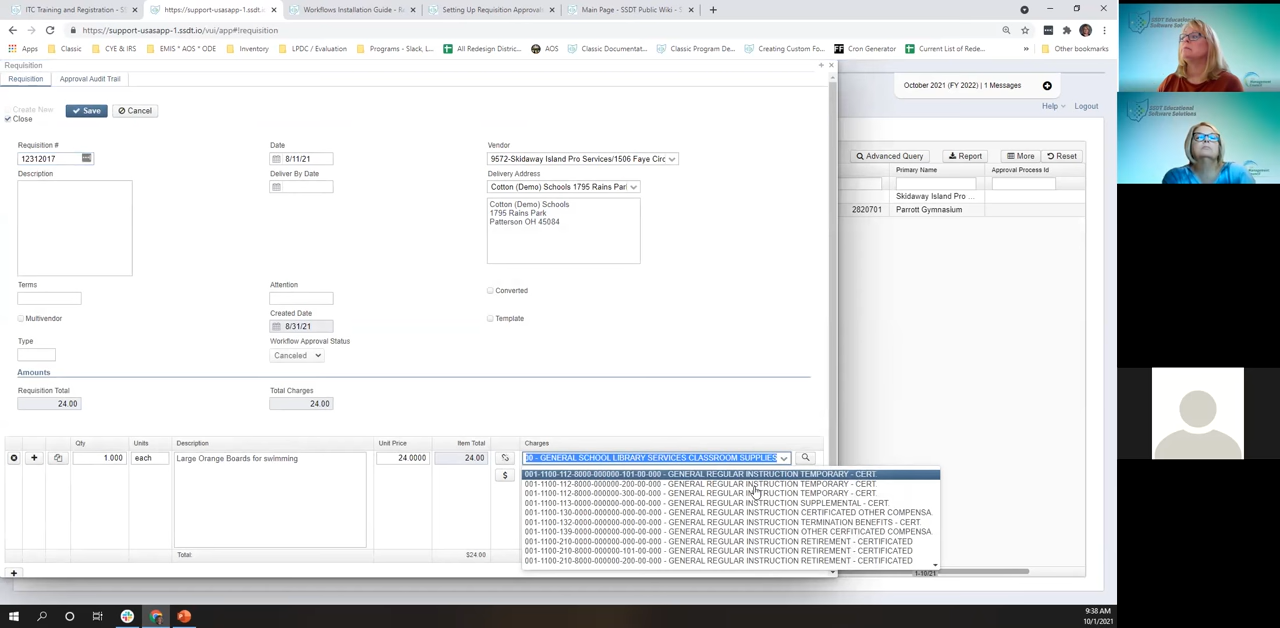 ITC Training and Registration - SS
https://support-usasapp-1.ssdt.io
Workflows Installation Guide - Re
Setting Up Requisition Approval
Main Page - SSDT Public Wiki - S
https://support-usasapp-1.ssdt.io/vui/app#!requisition
Apps
Classic
CYE & IRS
EMIS * AOS * ODE
Inventory
LPDC / Evaluation
Programs - Slack, L
All Redesign Distric
AOS
Classic Documentat
Classic Program De
Creating Custom Fo
Cron Generator
Current List of Rede
»
Other bookmarks
Requisition
Requisition
Approval Audit Trail
October 2021 (FY 2022) | 1 Messages
Help
Logout
Create New
Close
Save
Cancel
Requisition #
12312017
Date
8/11/21
Vendor
9572-Skidaway Island Pro Services/1506 Faye Circ
Description
Deliver By Date
Delivery Address
Cotton (Demo) Schools 1795 Rains Par
Cotton (Demo) Schools
1795 Rains Park
Patterson OH 45084
Advanced Query
Report
More
Reset
Primary Name
Approval Process Id
Skidaway Island Pro ...
2820701
Parrott Gymnasium
Terms
Attention
Converted
Created Date
8/31/21
Multivendor
Template
Type
Workflow Approval Status
Canceled
Amounts
Requisition Total
24.00
Total Charges
24.00
Qty
Units
Description
Unit Price
Item Total
Charges
1.000
each
Large Orange Boards for swimming
24.0000
24.00
00 - GENERAL SCHOOL LIBRARY SERVICES CLASSROOM SUPPLIES
$
001-1100-112-8000-000000-101-00-000 - GENERAL REGULAR INSTRUCTION TEMPORARY - CERT.
001-1100-112-8000-000000-200-00-000 - GENERAL REGULAR INSTRUCTION TEMPORARY - CERT.
001-1100-112-8000-000000-300-00-000 - GENERAL REGULAR INSTRUCTION TEMPORARY - CERT.
001-1100-113-0000-000000-000-00-000 - GENERAL REGULAR INSTRUCTION SUPPLEMENTAL - CERT.
001-1100-130-0000-000000-000-00-000 - GENERAL REGULAR INSTRUCTION CERTIFICATED OTHER COMPENSA.
001-1100-132-0000-000000-000-00-000 - GENERAL REGULAR INSTRUCTION TERMINATION BENEFITS - CERT.
001-1100-139-0000-000000-000-00-000 - GENERAL REGULAR INSTRUCTION OTHER CERFITICATED COMPENSA.
001-1100-210-0000-000000-000-00-000 - GENERAL REGULAR INSTRUCTION RETIREMENT - CERTIFICATED
001-1100-210-8000-000000-101-00-000 - GENERAL REGULAR INSTRUCTION RETIREMENT - CERTIFICATED
001-1100-210-8000-000000-200-00-000 - GENERAL REGULAR INSTRUCTION RETIREMENT - CERTIFICATED
Total:
$24.00
9:38 AM
10/1/2021